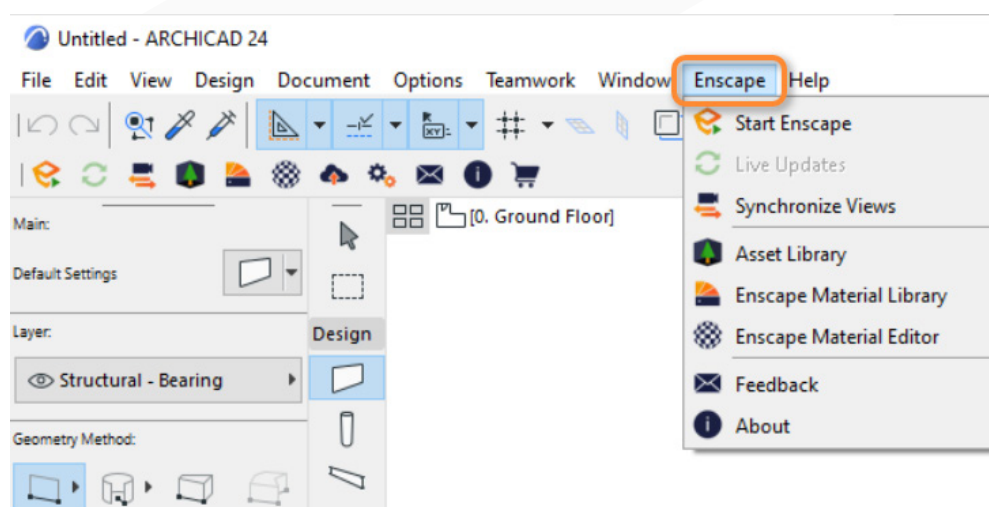 Untitled - ARCHICAD 24
File Edit View Design Document Options Teamwork Window Enscape Help
Start Enscape
Live Updates
Synchronize Views
Asset Library
Enscape Material Library
Enscape Material Editor
Feedback
About
XY:
[0. Ground Floor]
Main:
Default Settings
Layer:
Structural - Bearing
Geometry Method:
Design